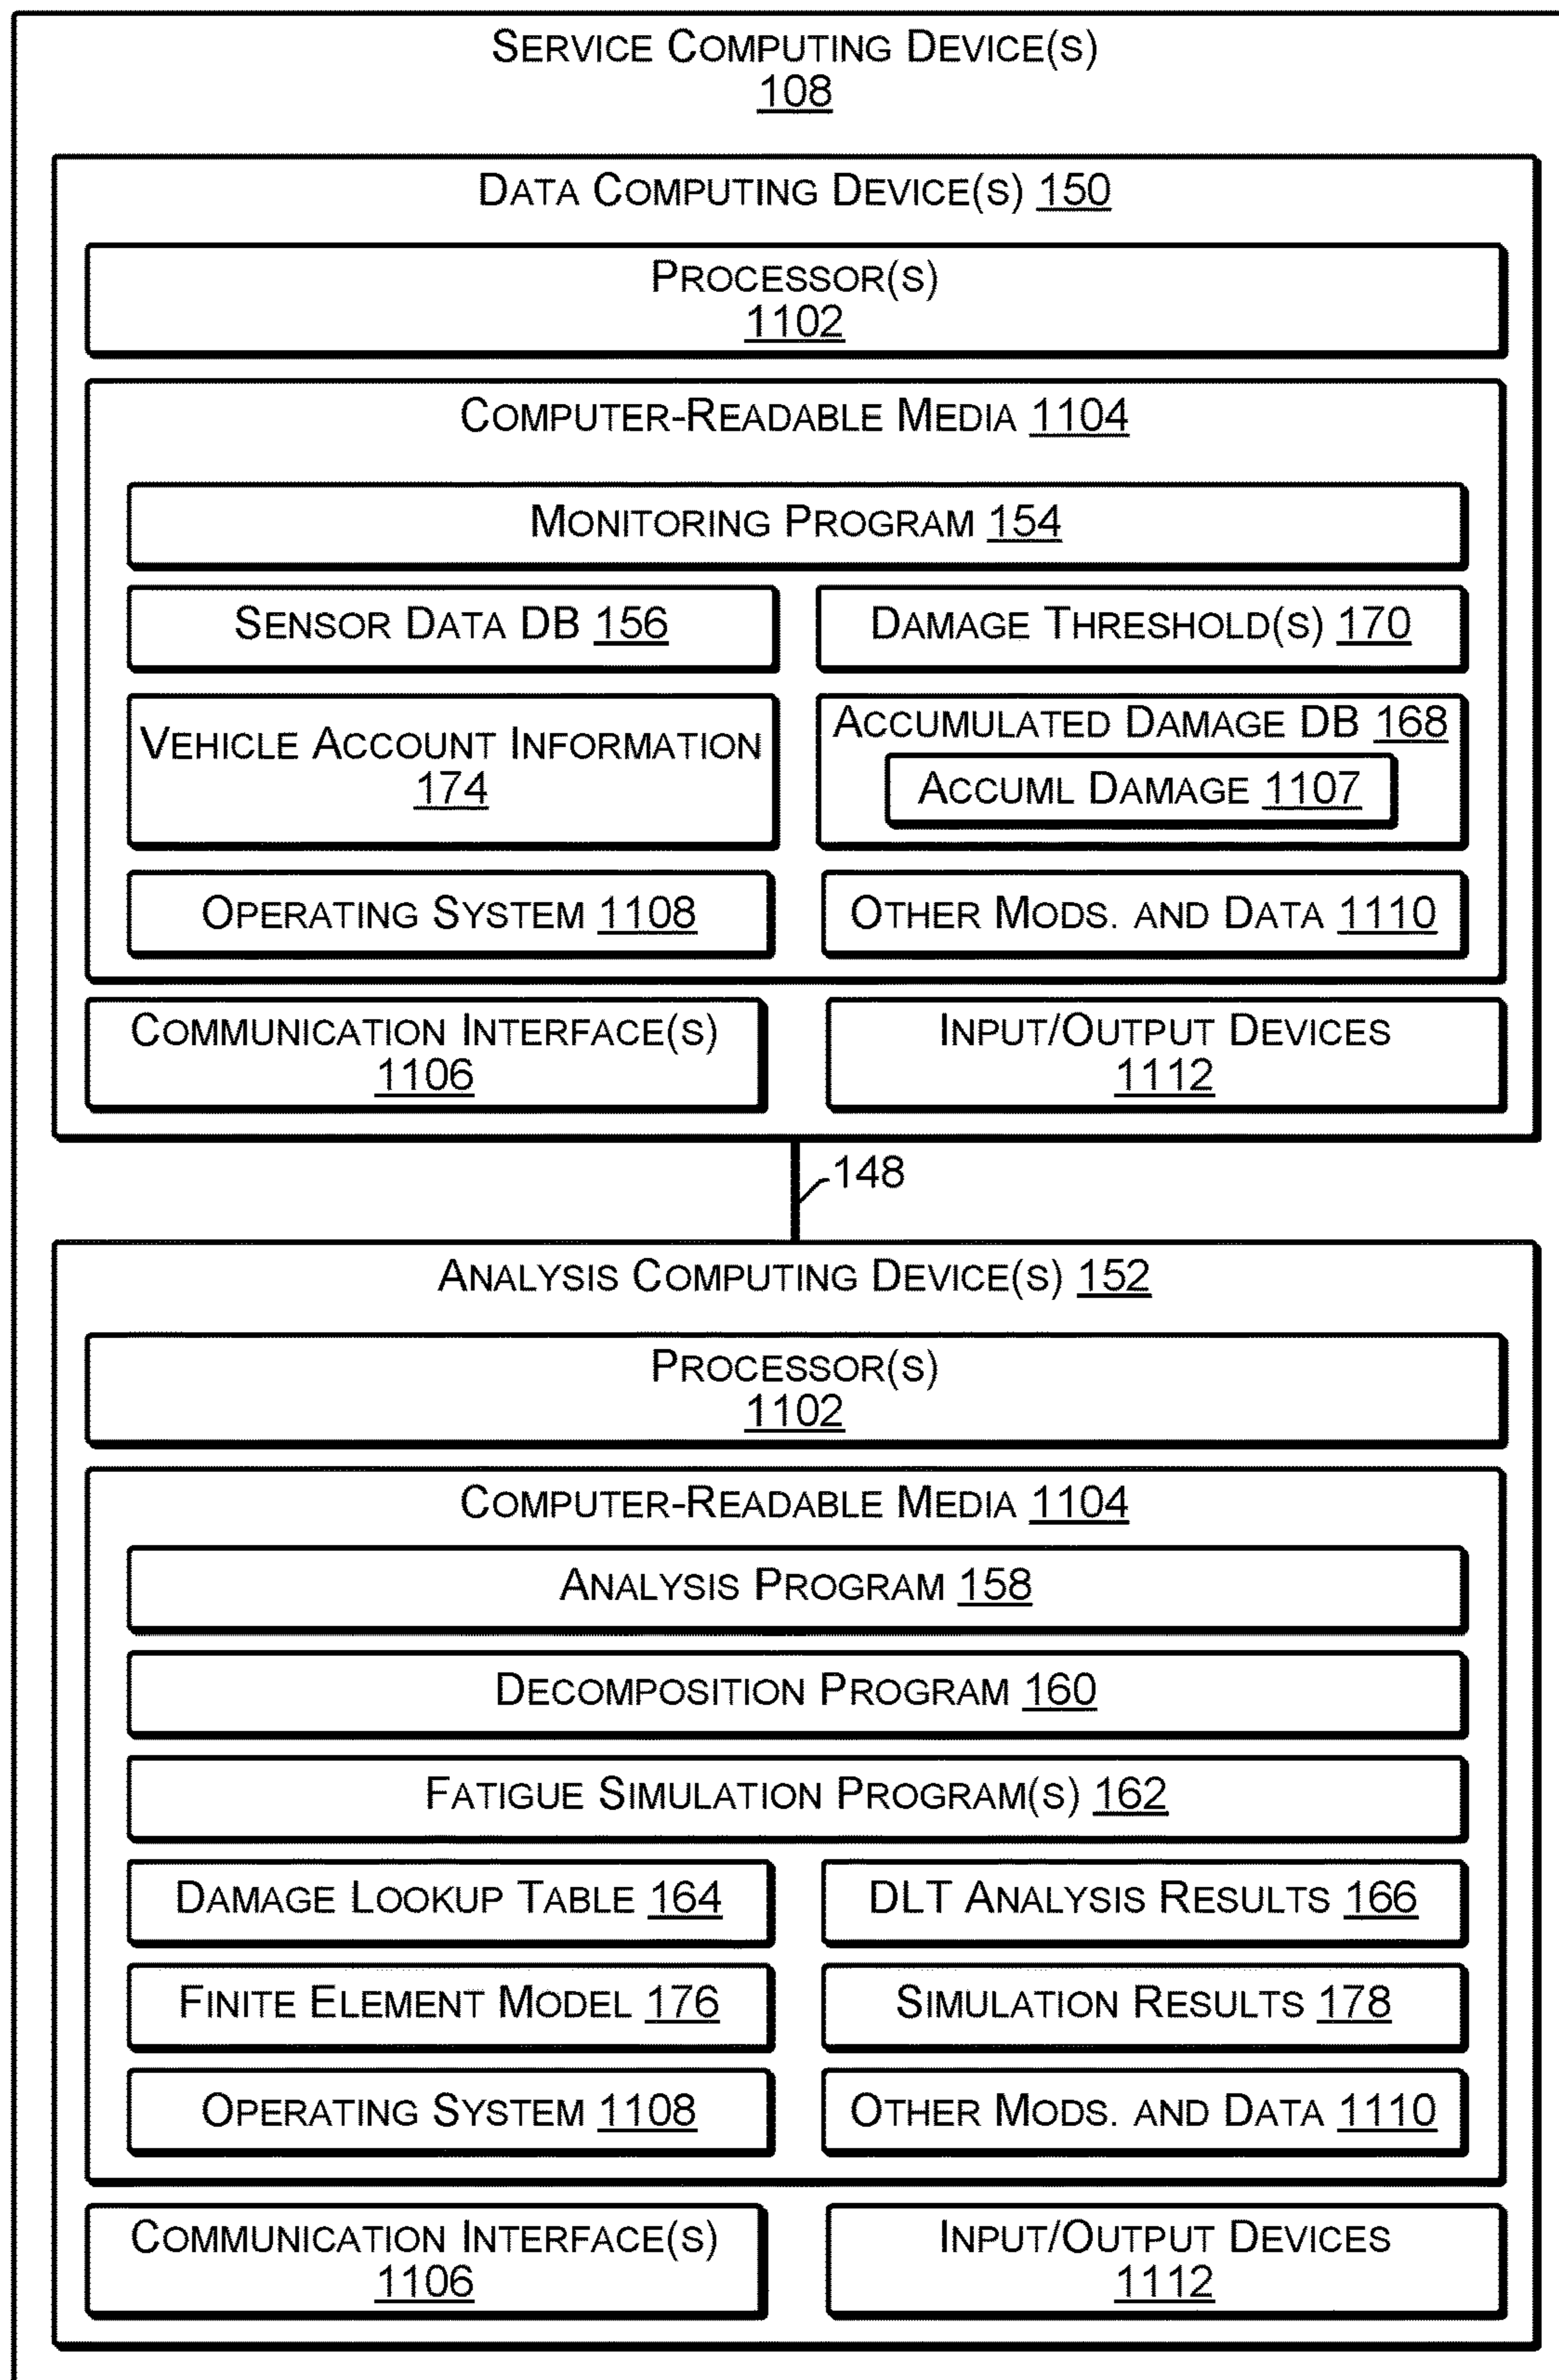 SERVICE COMPUTING DEVICE(S)
108
DATA COMPUTING DEVICE(S) 150
PROCESSOR(S)
1102
COMPUTER-READABLE MEDIA 1104
MONITORING PROGRAM 154
SENSOR DATA DB 156
DAMAGE THRESHOLD(S) 170
VEHICLE ACCOUNT INFORMATION
174
ACCUMULATED DAMAGE DB 168
ACCUML DAMAGE 1107
OPERATING SYSTEM 1108
OTHER MODS. AND DATA 1110
COMMUNICATION INTERFACE(S)
1106
INPUT/OUTPUT DEVICES
1112
148
ANALYSIS COMPUTING DEVICE(S) 152
PROCESSOR(S)
1102
COMPUTER-READABLE MEDIA 1104
ANALYSIS PROGRAM 158
DECOMPOSITION PROGRAM 160
FATIGUE SIMULATION PROGRAM(S) 162
DAMAGE LOOKUP TABLE 164
DLT ANALYSIS RESULTS 166
FINITE ELEMENT MODEL 176
SIMULATION RESULTS 178
OPERATING SYSTEM 1108
OTHER MODS. AND DATA 1110
COMMUNICATION INTERFACE(S)
1106
INPUT/OUTPUT DEVICES
1112